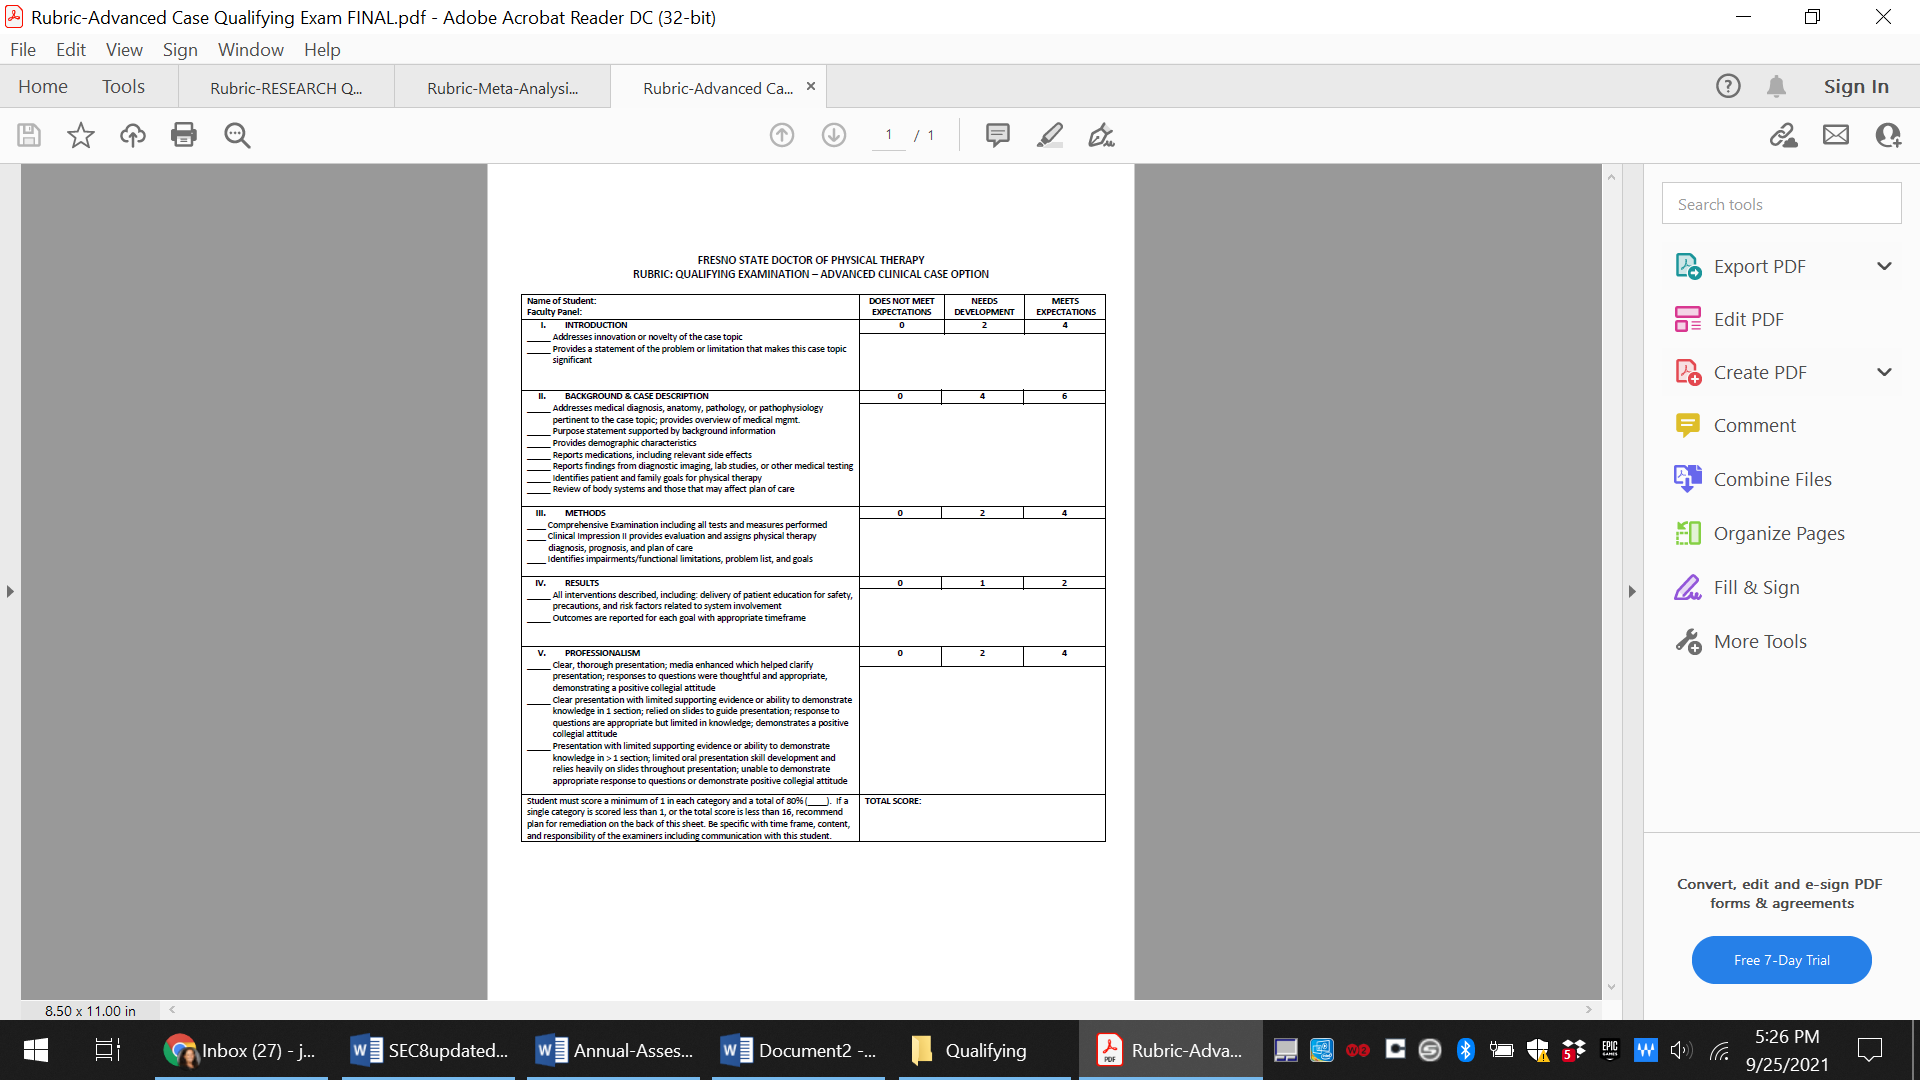 Rubric-Advanced Case Qualifying Exam FINAL.pdf - Adobe Acrobat Reader DC (32-bit)
File Edit View Sign Window Help
Home Tools Rubric-RESEARCH Q... Rubric-Meta-Analysi... Rubric-Advanced Ca... × Sign In
1 / 1
Search tools
Export PDF
Edit PDF
Create PDF
Comment
Combine Files
Organize Pages
Fill & Sign
More Tools
Convert, edit and e-sign PDF
forms & agreements
Free 7-Day Trial
FRESNO STATE DOCTOR OF PHYSICAL THERAPY
RUBRIC: QUALIFYING EXAMINATION – ADVANCED CLINICAL CASE OPTION
Name of Student: DOES NOT MEET NEEDS MEETS
Faculty Panel: EXPECTATIONS DEVELOPMENT EXPECTATIONS
I. INTRODUCTION 0 2 4
_____ Addresses innovation or novelty of the case topic
_____ Provides a statement of the problem or limitation that makes this case topic
significant
II. BACKGROUND & CASE DESCRIPTION 0 4 6
_____ Addresses medical diagnosis, anatomy, pathology, or pathophysiology
pertinent to the case topic; provides overview of medical mgmt.
_____ Purpose statement supported by background information
_____ Provides demographic characteristics
_____ Reports medications, including relevant side effects
_____ Reports findings from diagnostic imaging, lab studies, or other medical testing
_____ Identifies patient and family goals for physical therapy
_____ Review of body systems and those that may affect plan of care
III. METHODS 0 2 4
____ Comprehensive Examination including all tests and measures performed
____ Clinical Impression II provides evaluation and assigns physical therapy
diagnosis, prognosis, and plan of care
____ Identifies impairments/functional limitations, problem list, and goals
IV. RESULTS 0 1 2
_____ All interventions described, including: delivery of patient education for safety,
precautions, and risk factors related to system involvement
_____ Outcomes are reported for each goal with appropriate timeframe
V. PROFESSIONALISM 0 2 4
_____ Clear, thorough presentation; media enhanced which helped clarify
presentation; responses to questions were thoughtful and appropriate,
demonstrating a positive collegial attitude
_____ Clear presentation with limited supporting evidence or ability to demonstrate
knowledge in 1 section; relied on slides to guide presentation; response to
questions are appropriate but limited in knowledge; demonstrates a positive
collegial attitude
_____ Presentation with limited supporting evidence or ability to demonstrate
knowledge in > 1 section; limited oral presentation skill development and
relies heavily on slides throughout presentation; unable to demonstrate
appropriate response to questions or demonstrate positive collegial attitude
Student must score a minimum of 1 in each category and a total of 80% (____). If a TOTAL SCORE:
single category is scored less than 1, or the total score is less than 16, recommend
plan for remediation on the back of this sheet. Be specific with time frame, content,
and responsibility of the examiners including communication with this student.
8.50 x 11.00 in
Inbox (27) - j... SEC8updated... Annual-Asses... Document2 -... Qualifying Rubric-Adva... 5:26 PM
9/25/2021